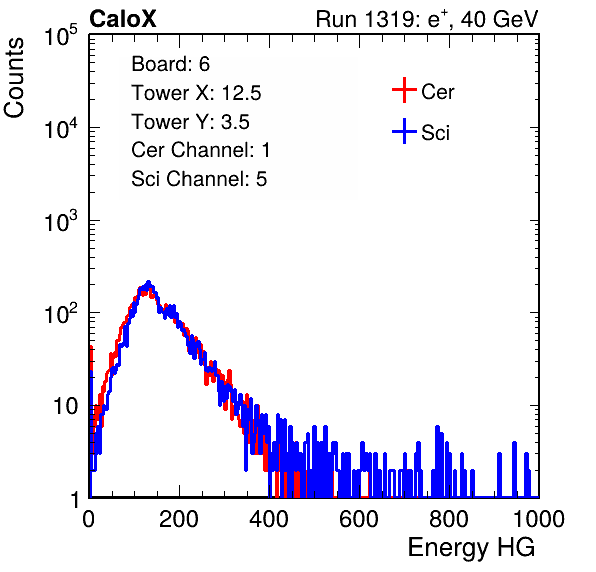 CaloX Run 1319: e⁺, 40 GeV
Counts
Board: 6
Tower X: 12.5
Tower Y: 3.5
Cer Channel: 1
Sci Channel: 5
Cer
Sci
10⁵
10⁴
10³
10²
10
1
0 200 400 600 800 1000
Energy HG